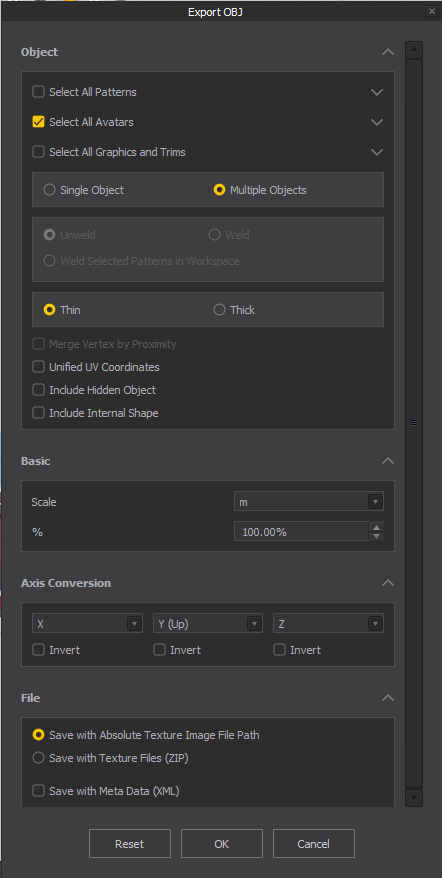 Export OBJ
Object
Select All Patterns
Select All Avatars
Select All Graphics and Trims
Single Object Multiple Objects
Unweld Weld
Weld Selected Patterns in Workspace
Thin Thick
Merge Vertex by Proximity
Unified UV Coordinates
Include Hidden Object
Include Internal Shape
Basic
Scale m
% 100.00%
Axis Conversion
X Y (Up) Z
Invert Invert Invert
File
Save with Absolute Texture Image File Path
Save with Texture Files (ZIP)
Save with Meta Data (XML)
Reset OK Cancel